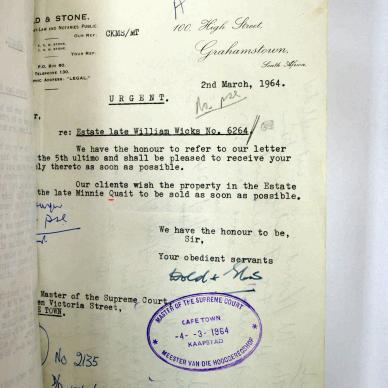 D & STONE.
100, High Street,
Grahamstown,
South Africa
OUR REF. CKMS/MT
YOUR REF.
P.O. BOX 60.
TELEPHONE 130.
"LEGAL."
2nd March, 1964.
URGENT.
re: Estate late William Wicks No. 6264.
We have the honour to refer to our letter
the 5th ultimo and shall be pleased to receive your
ly thereto as soon as possible.
Our clients wish the property in the Estate
the late Minnie Quait to be sold as soon as possible.
We have the honour to be,
Sir,
Your obedient servants
Master of the Supreme Court,
en Victoria Street,
E TOWN.
MASTER OF THE SUPREME COURT
CAPE TOWN
-4- -3- 1964
KAAPSTAD
MEESTER VAN DIE HOOGGEREGSHOF
No 2135